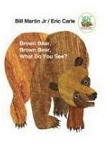 Bill Martin Jr / Eric Carle
Brown Bear,
Brown Bear,
What Do You See?